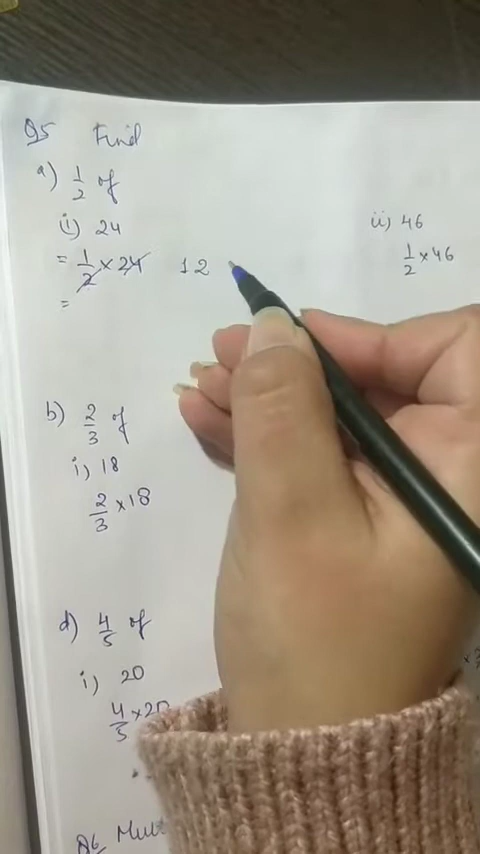 Q5 Find
a) 1/2 of
i) 24
= 1/2 × 24 12
=
ii) 46
1/2 × 46
b) 2/3 of
i) 18
2/3 × 18
d) 4/5 of
i) 20
4/5 × 20
Q6